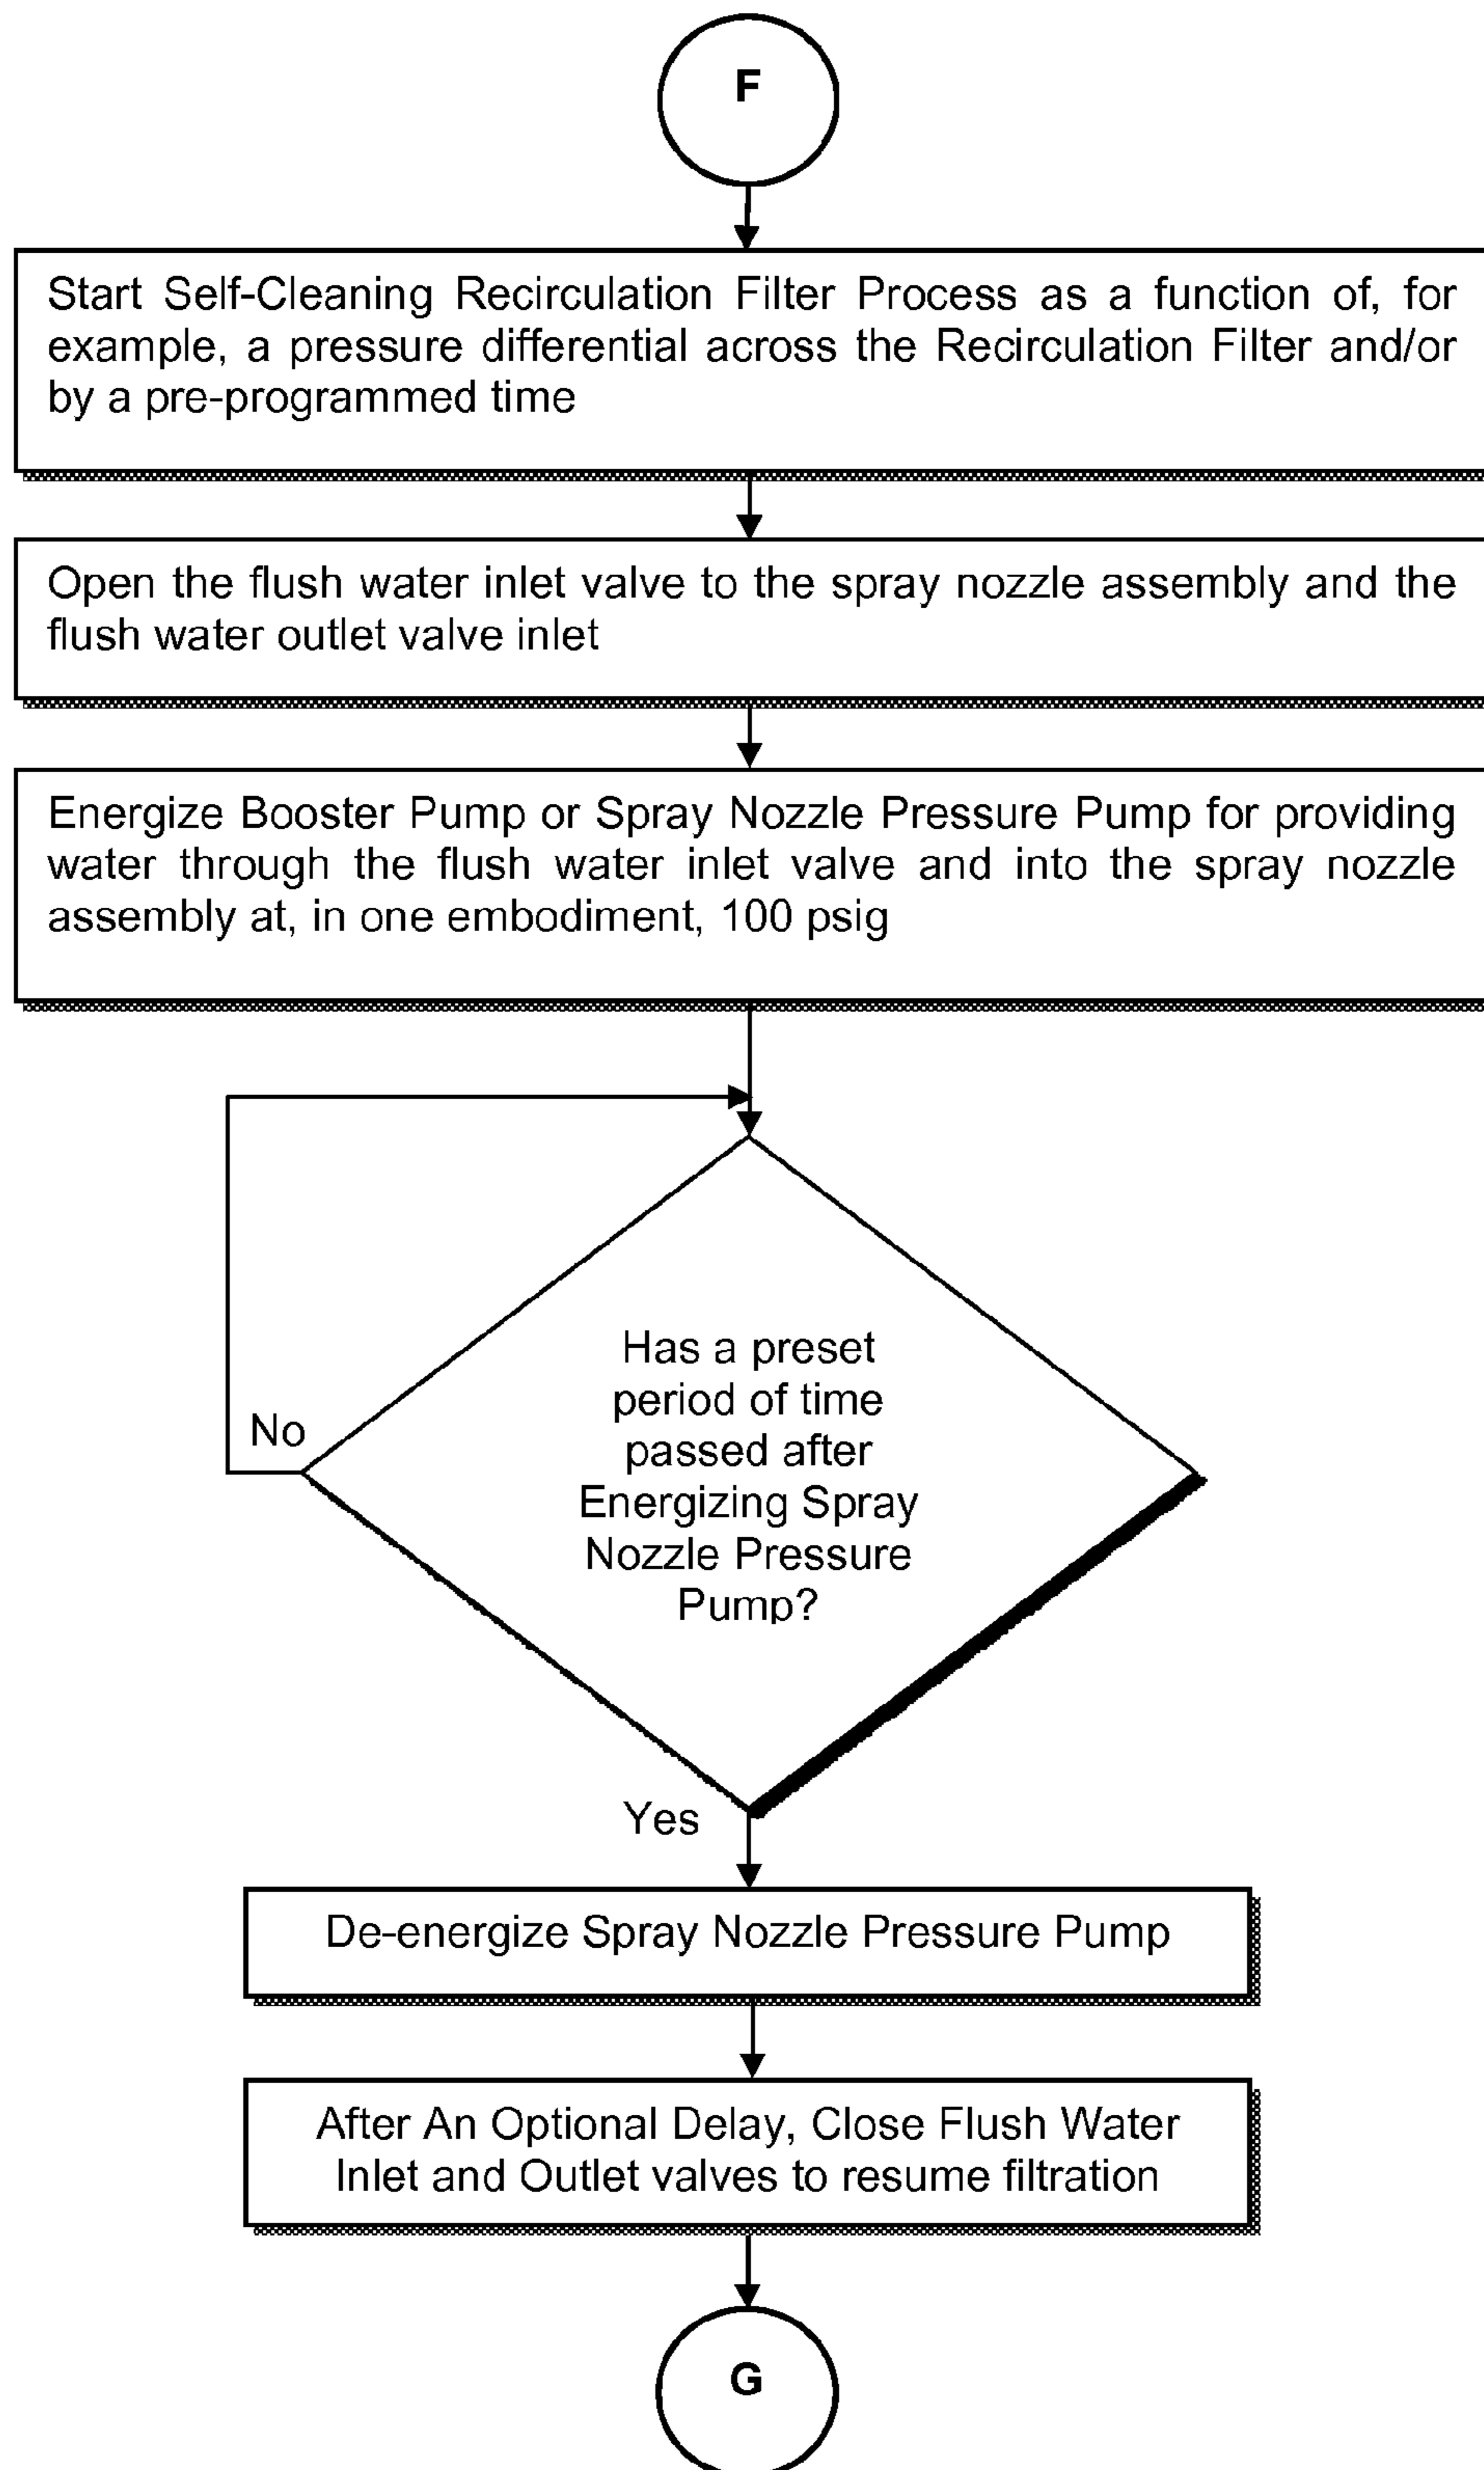 F
Start Self-Cleaning Recirculation Filter Process as a function of, for
example, a pressure differential across the Recirculation Filter and/or
by a pre-programmed time
Open the flush water inlet valve to the spray nozzle assembly and the
flush water outlet valve inlet
Energize Booster Pump or Spray Nozzle Pressure Pump for providing
water through the flush water inlet valve and into the spray nozzle
assembly at, in one embodiment, 100 psig
Has a preset
period of time
passed after
Energizing Spray
Nozzle Pressure
Pump?
No
Yes
De-energize Spray Nozzle Pressure Pump
After An Optional Delay, Close Flush Water
Inlet and Outlet valves to resume filtration
G